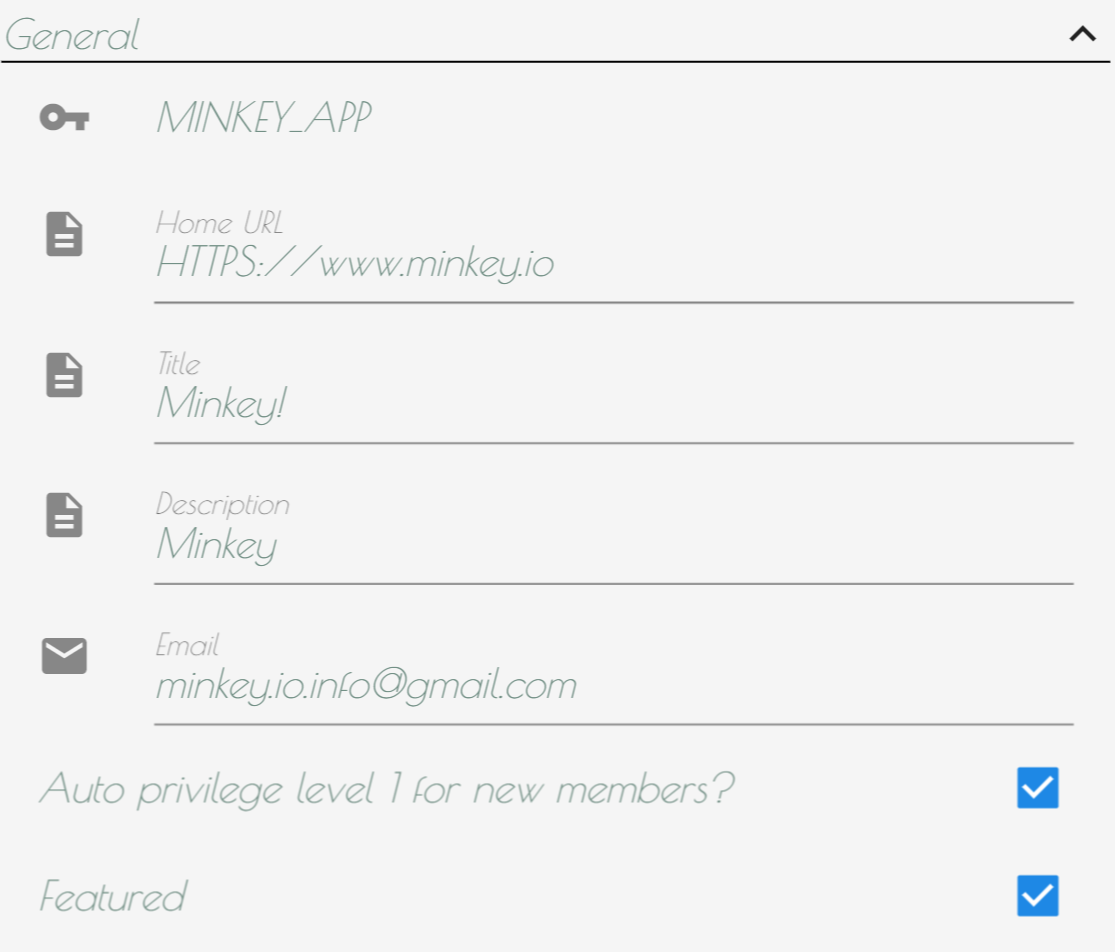 General
MINKEY_APP
Home URL
HTTPS://www.minkey.io
Title
Minkey!
Description
Minkey
Email
minkey.io.info@gmail.com
Auto privilege level 1 for new members?
Featured